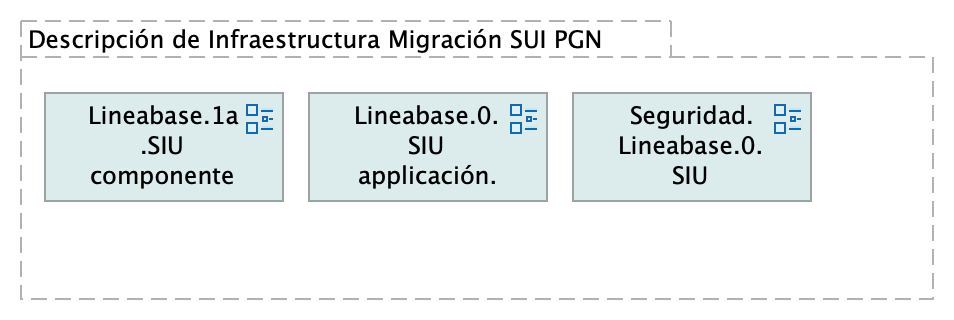 Descripción de Infraestructura Migración SUI PGN
Lineabase.1a
.SIU
componente
Lineabase.0.
SIU
applicación.
Seguridad.
Lineabase.0.
SIU